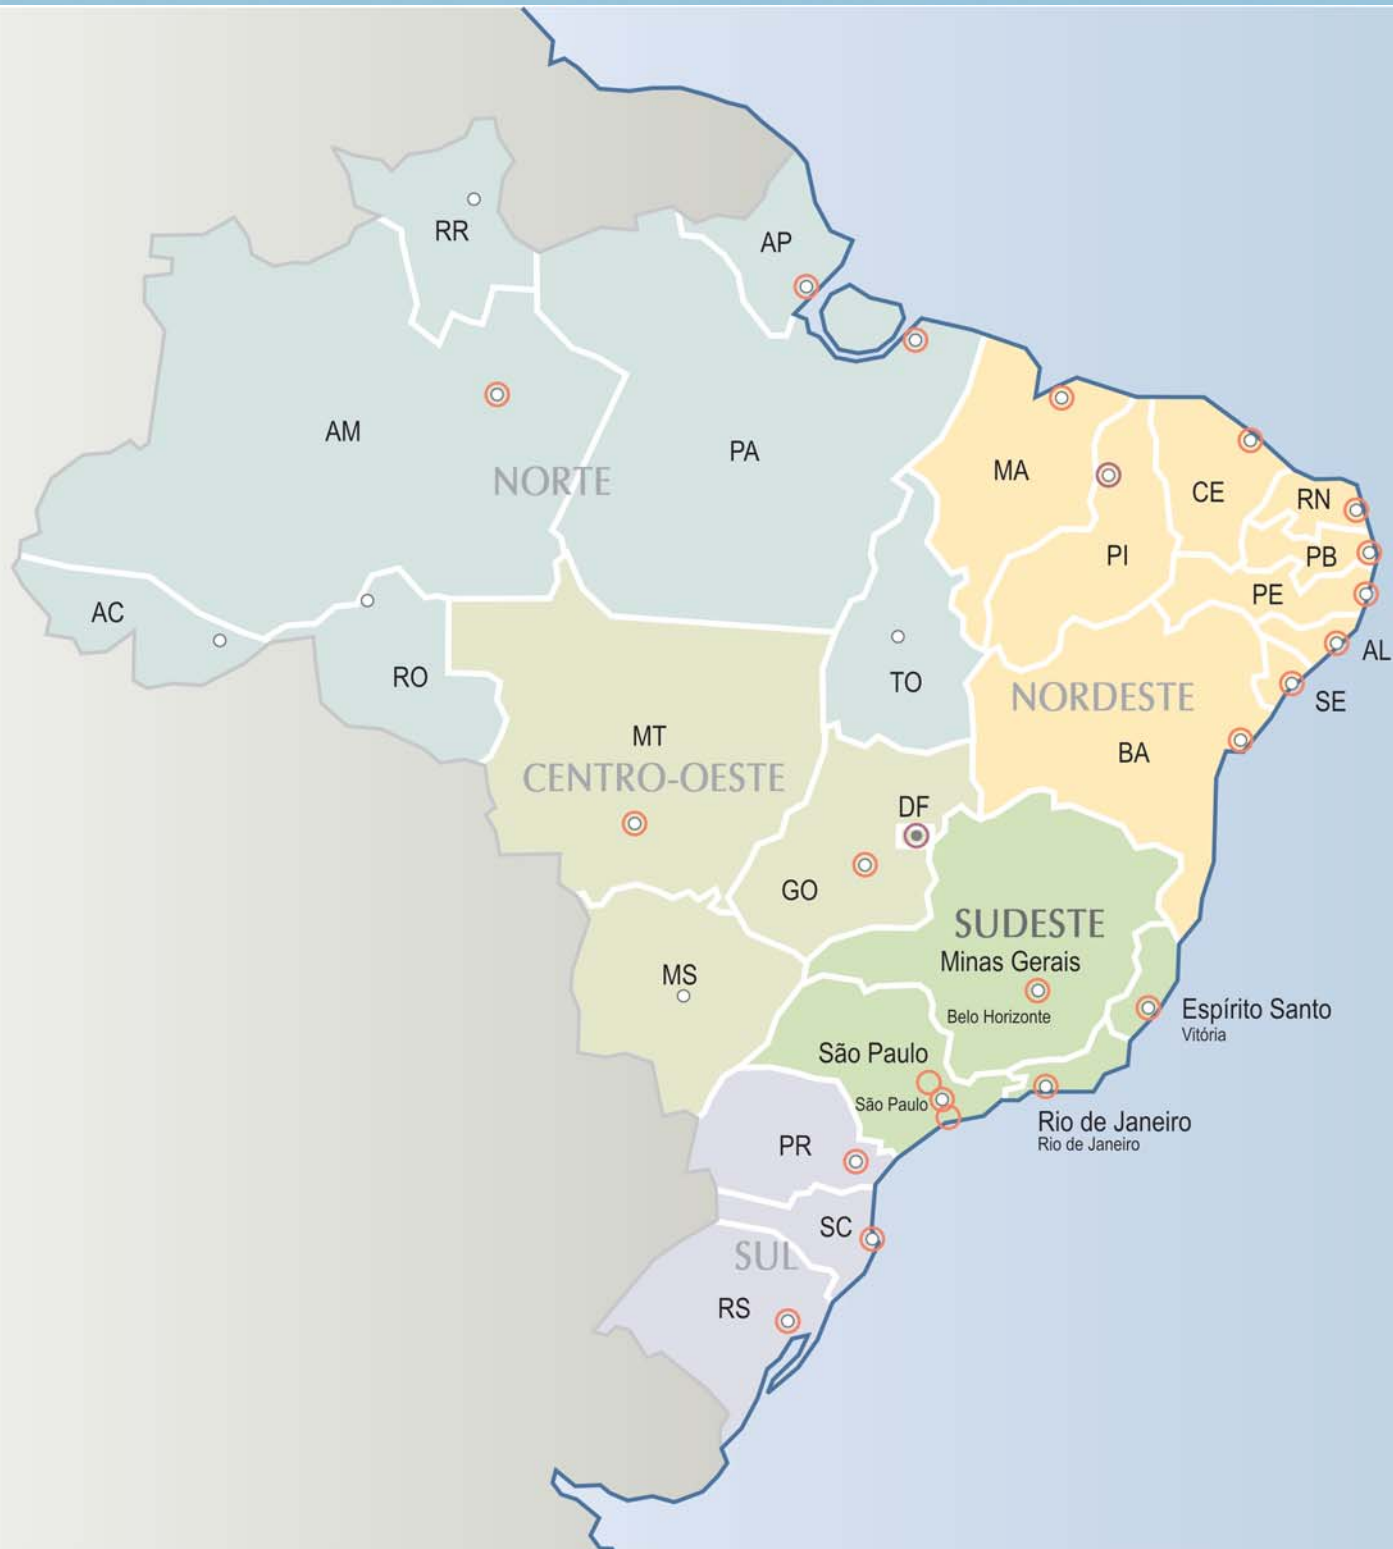 RR
AP
AM
NORTE
PA
MA
CE
RN
PI
PB
PE
AC
AL
RO
TO
NORDESTE
SE
MT
BA
CENTRO-OESTE
DF
GO
SUDESTE
Minas Gerais
MS
Belo Horizonte
Espírito Santo
Vitória
São Paulo
São Paulo
Rio de Janeiro
Rio de Janeiro
PR
SC
SUL
RS